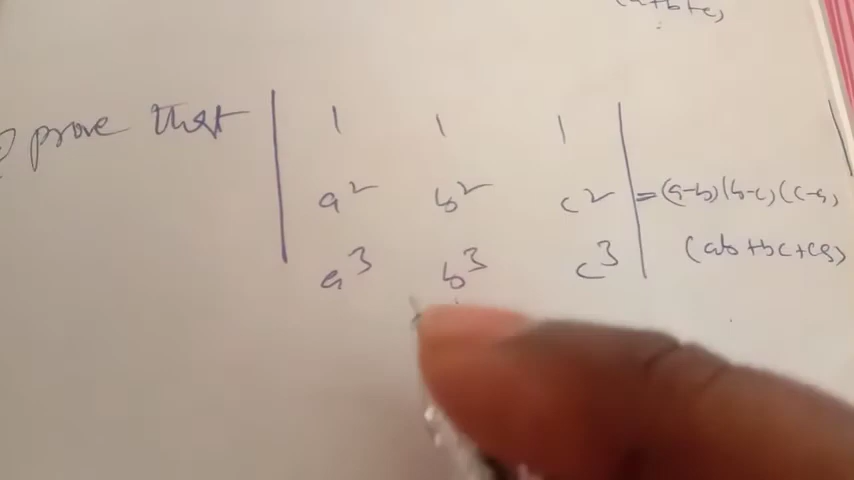 (a+b+c)
prove that | 1 1 1 |
| a² b² c² | = (a-b)(b-c)(c-a)
| a³ b³ c³ | (ab+bc+ca)